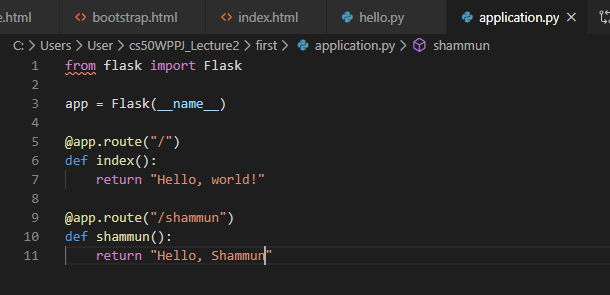 e.html bootstrap.html index.html hello.py application.py
C: > Users > User > cs50WPPJ_Lecture2 > first > application.py > shammun
1 from flask import Flask
2
3 app = Flask(__name__)
4
5 @app.route("/")
6 def index():
7     return "Hello, world!"
8
9 @app.route("/shammun")
10 def shammun():
11     return "Hello, Shammun"